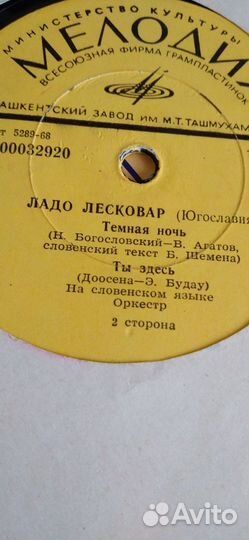 МИНИСТЕРСТВО КУЛЬТУРЫ
МЕЛОДИ
ВСЕСОЮЗНАЯ ФИРМА ГРАМПЛАСТИНОК
АШКЕНТСКИЙ ЗАВОД ИМ. М.Т. ТАШМУХАМ
т 5289-68
00032920
ЛАДО ЛЕСКОВАР (Югославия
Темная ночь
(Н. Богословский—В. Агатов,
словенский текст Б. Шемена)
Ты здесь
(Доосена—Э. Будау)
На словенском языке
Оркестр
2 сторона
Avito